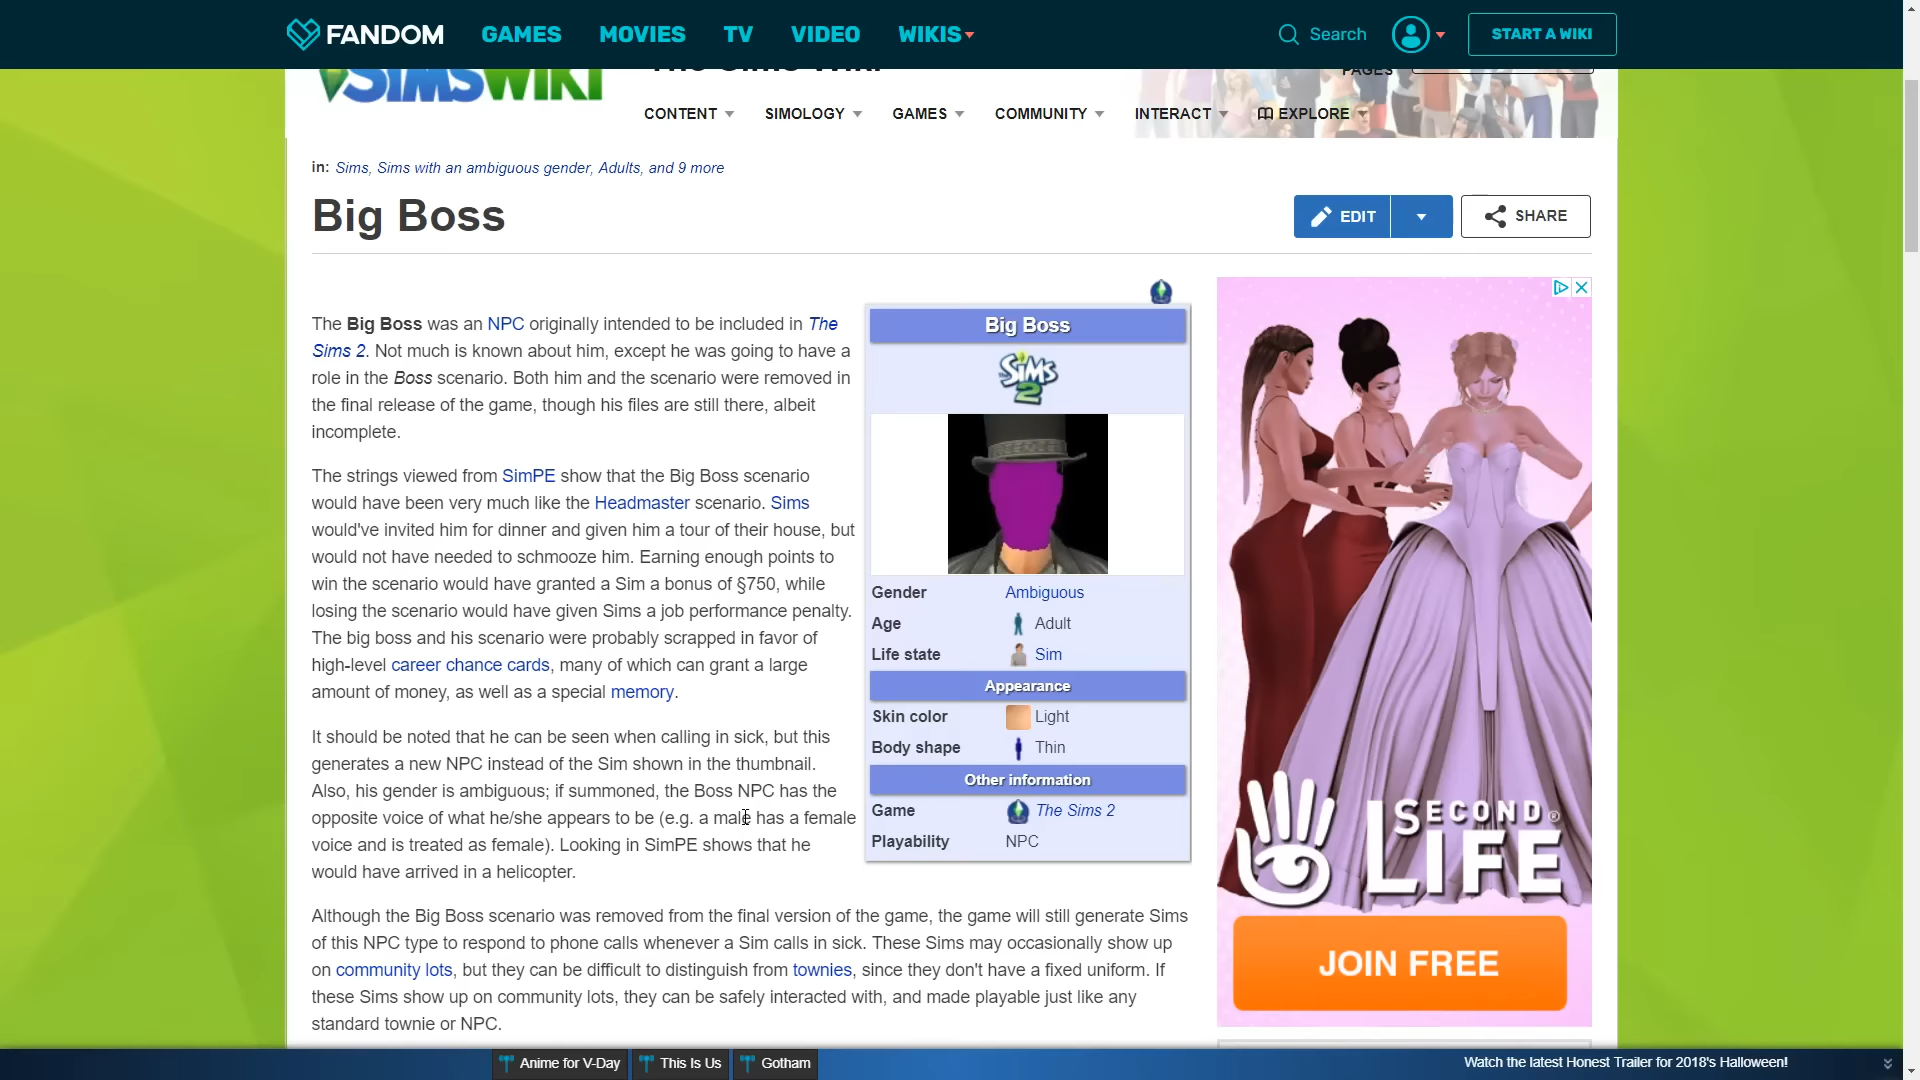 FANDOM GAMES MOVIES TV VIDEO WIKIS Search START A WIKI
SIMSWIKI The Sims Wiki PAGES
CONTENT SIMOLOGY GAMES COMMUNITY INTERACT EXPLORE
in: Sims, Sims with an ambiguous gender, Adults, and 9 more
Big Boss
EDIT SHARE
The Big Boss was an NPC originally intended to be included in The
Sims 2. Not much is known about him, except he was going to have a
role in the Boss scenario. Both him and the scenario were removed in
the final release of the game, though his files are still there, albeit
incomplete.
The strings viewed from SimPE show that the Big Boss scenario
would have been very much like the Headmaster scenario. Sims
would've invited him for dinner and given him a tour of their house, but
would not have needed to schmooze him. Earning enough points to
win the scenario would have granted a Sim a bonus of §750, while
losing the scenario would have given Sims a job performance penalty.
The big boss and his scenario were probably scrapped in favor of
high-level career chance cards, many of which can grant a large
amount of money, as well as a special memory.
It should be noted that he can be seen when calling in sick, but this
generates a new NPC instead of the Sim shown in the thumbnail.
Also, his gender is ambiguous; if summoned, the Boss NPC has the
opposite voice of what he/she appears to be (e.g. a male has a female
voice and is treated as female). Looking in SimPE shows that he
would have arrived in a helicopter.
Although the Big Boss scenario was removed from the final version of the game, the game will still generate Sims
of this NPC type to respond to phone calls whenever a Sim calls in sick. These Sims may occasionally show up
on community lots, but they can be difficult to distinguish from townies, since they don't have a fixed uniform. If
these Sims show up on community lots, they can be safely interacted with, and made playable just like any
standard townie or NPC.
Big Boss
The Sims 2
Gender Ambiguous
Age Adult
Life state Sim
Appearance
Skin color Light
Body shape Thin
Other information
Game The Sims 2
Playability NPC
SECOND
LIFE
JOIN FREE
Anime for V-Day This Is Us Gotham Watch the latest Honest Trailer for 2018's Halloween!